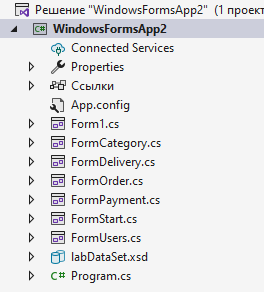 Решение "WindowsFormsApp2" (1 проект
C# WindowsFormsApp2
Connected Services
Properties
Ссылки
App.config
Form1.cs
FormCategory.cs
FormDelivery.cs
FormOrder.cs
FormPayment.cs
FormStart.cs
FormUsers.cs
labDataSet.xsd
C# Program.cs